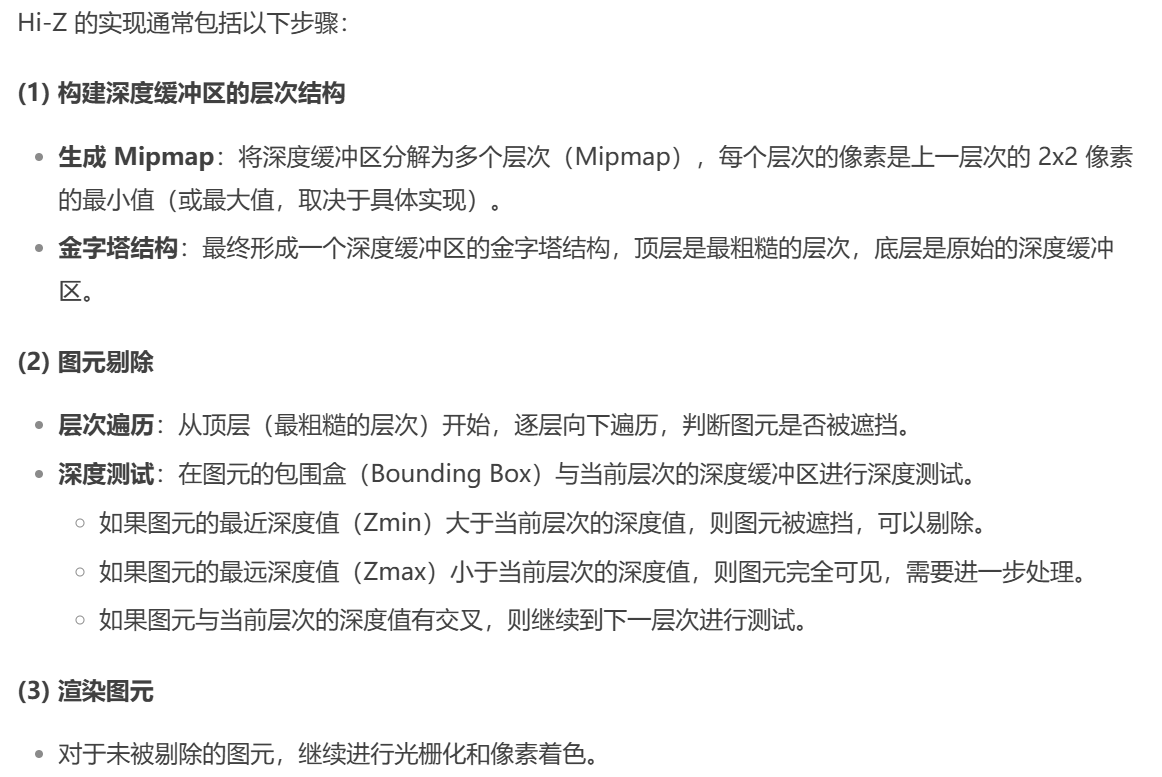 Hi-Z 的实现通常包括以下步骤：
(1) 构建深度缓冲区的层次结构
生成 Mipmap：将深度缓冲区分解为多个层次（Mipmap），每个层次的像素是上一层次的 2x2 像素
的最小值（或最大值，取决于具体实现）。
金字塔结构：最终形成一个深度缓冲区的金字塔结构，顶层是最粗糙的层次，底层是原始的深度缓冲
区。
(2) 图元剔除
层次遍历：从顶层（最粗糙的层次）开始，逐层向下遍历，判断图元是否被遮挡。
深度测试：在图元的包围盒（Bounding Box）与当前层次的深度缓冲区进行深度测试。
如果图元的最近深度值（Zmin）大于当前层次的深度值，则图元被遮挡，可以剔除。
如果图元的最远深度值（Zmax）小于当前层次的深度值，则图元完全可见，需要进一步处理。
如果图元与当前层次的深度值有交叉，则继续到下一层次进行测试。
(3) 渲染图元
对于未被剔除的图元，继续进行光栅化和像素着色。